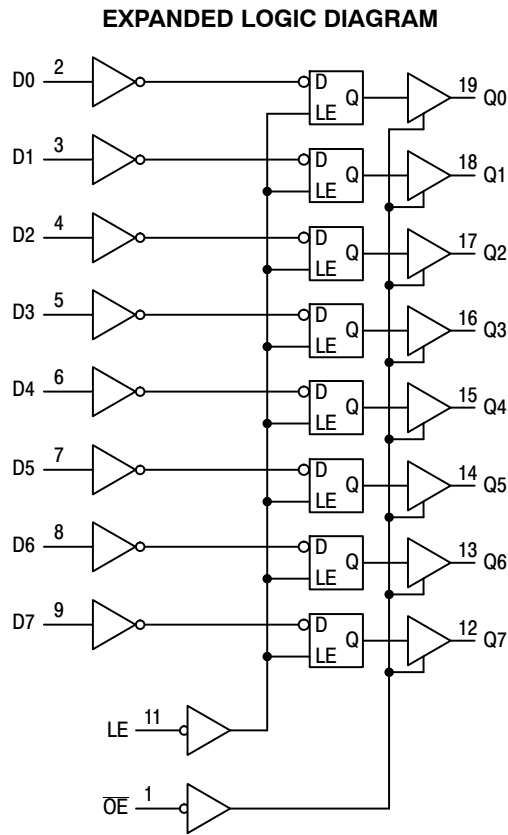 EXPANDED LOGIC DIAGRAM
D0 2 D LE Q 19 Q0
D1 3 D LE Q 18 Q1
D2 4 D LE Q 17 Q2
D3 5 D LE Q 16 Q3
D4 6 D LE Q 15 Q4
D5 7 D LE Q 14 Q5
D6 8 D LE Q 13 Q6
D7 9 D LE Q 12 Q7
LE 11
O̅E̅ 1